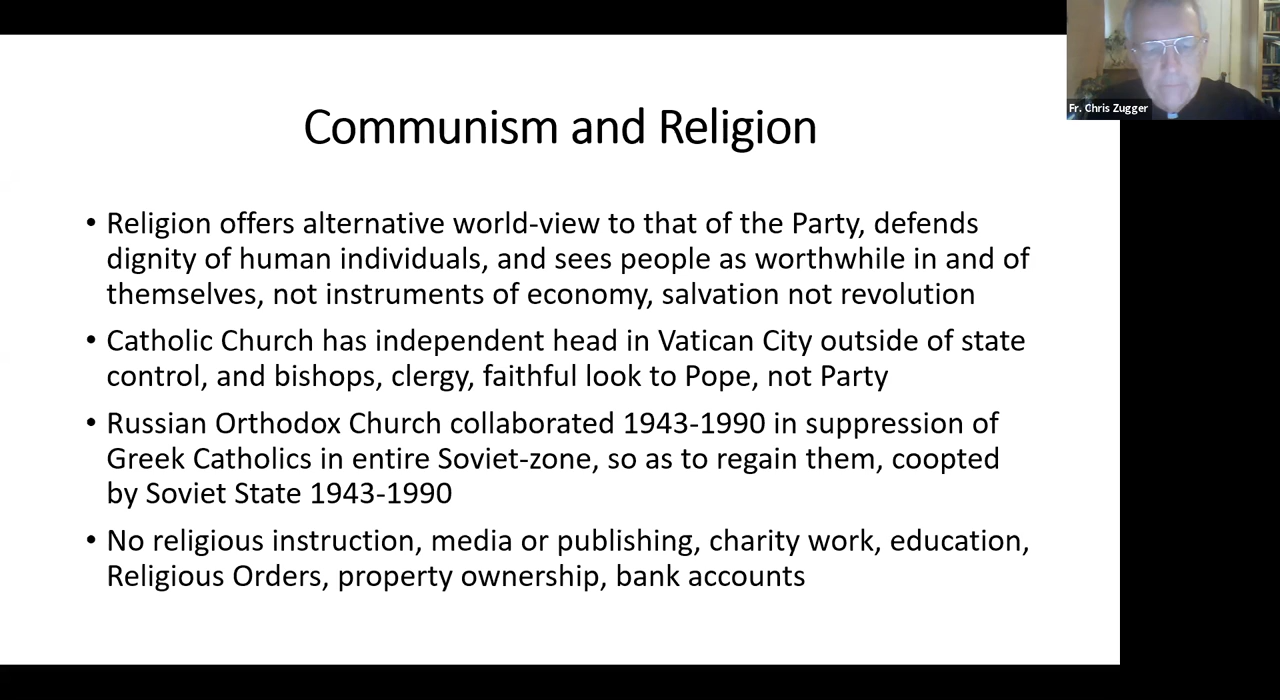 Fr. Chris Zugger
Communism and Religion
• Religion offers alternative world-view to that of the Party, defends
dignity of human individuals, and sees people as worthwhile in and of
themselves, not instruments of economy, salvation not revolution
• Catholic Church has independent head in Vatican City outside of state
control, and bishops, clergy, faithful look to Pope, not Party
• Russian Orthodox Church collaborated 1943-1990 in suppression of
Greek Catholics in entire Soviet-zone, so as to regain them, coopted
by Soviet State 1943-1990
• No religious instruction, media or publishing, charity work, education,
Religious Orders, property ownership, bank accounts